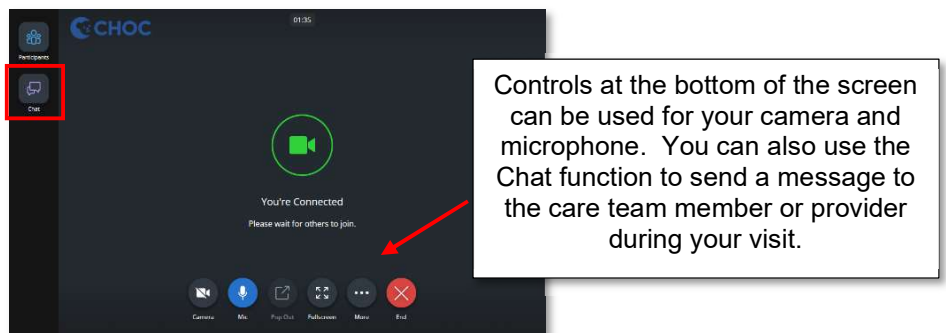 CHOC
01:35
Participants
Chat
You're Connected
Please wait for others to join.
Camera
Mic
Pop Out
Fullscreen
More
End
Controls at the bottom of the screen
can be used for your camera and
microphone. You can also use the
Chat function to send a message to
the care team member or provider
during your visit.